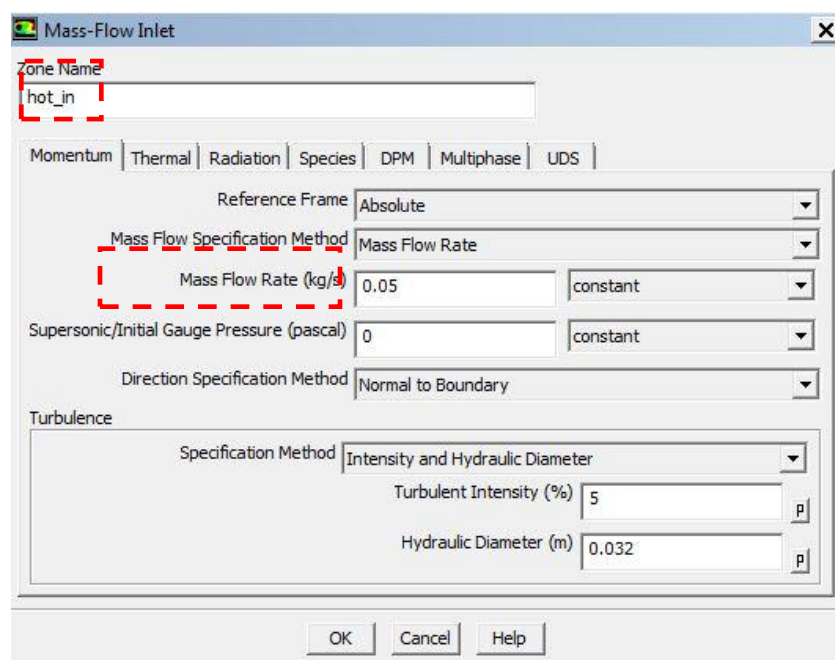 Mass-Flow Inlet
Zone Name
hot_in
Momentum Thermal Radiation Species DPM Multiphase UDS
Reference Frame Absolute
Mass Flow Specification Method Mass Flow Rate
Mass Flow Rate (kg/s) 0.05 constant
Supersonic/Initial Gauge Pressure (pascal) 0 constant
Direction Specification Method Normal to Boundary
Turbulence
Specification Method Intensity and Hydraulic Diameter
Turbulent Intensity (%) 5 P
Hydraulic Diameter (m) 0.032 P
OK Cancel Help